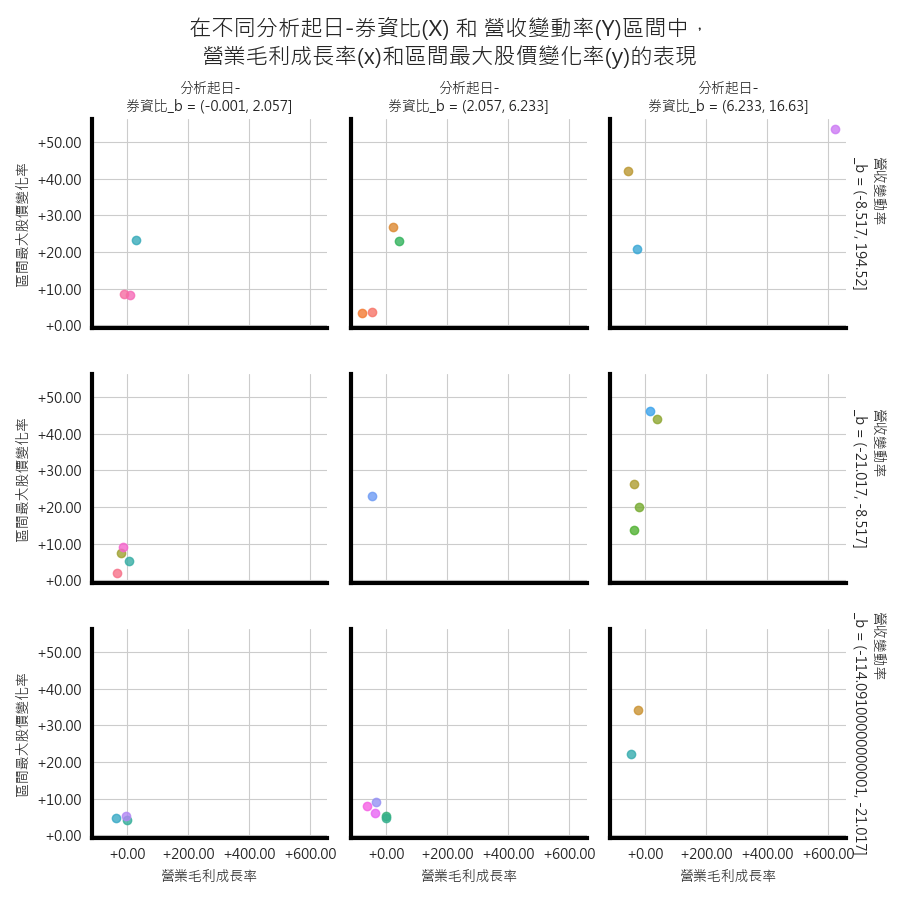 在不同分析起日-券資比(X) 和 營收變動率(Y)區間中，
營業毛利成長率(x)和區間最大股價變化率(y)的表現
分析起日-
券資比_b = (-0.001, 2.057]
分析起日-
券資比_b = (2.057, 6.233]
分析起日-
券資比_b = (6.233, 16.63]
區間最大股價變化率
+50.00
+40.00
+30.00
+20.00
+10.00
+0.00
營收變動率
_b = (-8.517, 194.52]
區間最大股價變化率
+50.00
+40.00
+30.00
+20.00
+10.00
+0.00
營收變動率
_b = (-21.017, -8.517]
區間最大股價變化率
+50.00
+40.00
+30.00
+20.00
+10.00
+0.00
營收變動率
_b = (-114.09100000000001, -21.017]
+0.00 +200.00 +400.00 +600.00
+0.00 +200.00 +400.00 +600.00
+0.00 +200.00 +400.00 +600.00
營業毛利成長率
營業毛利成長率
營業毛利成長率